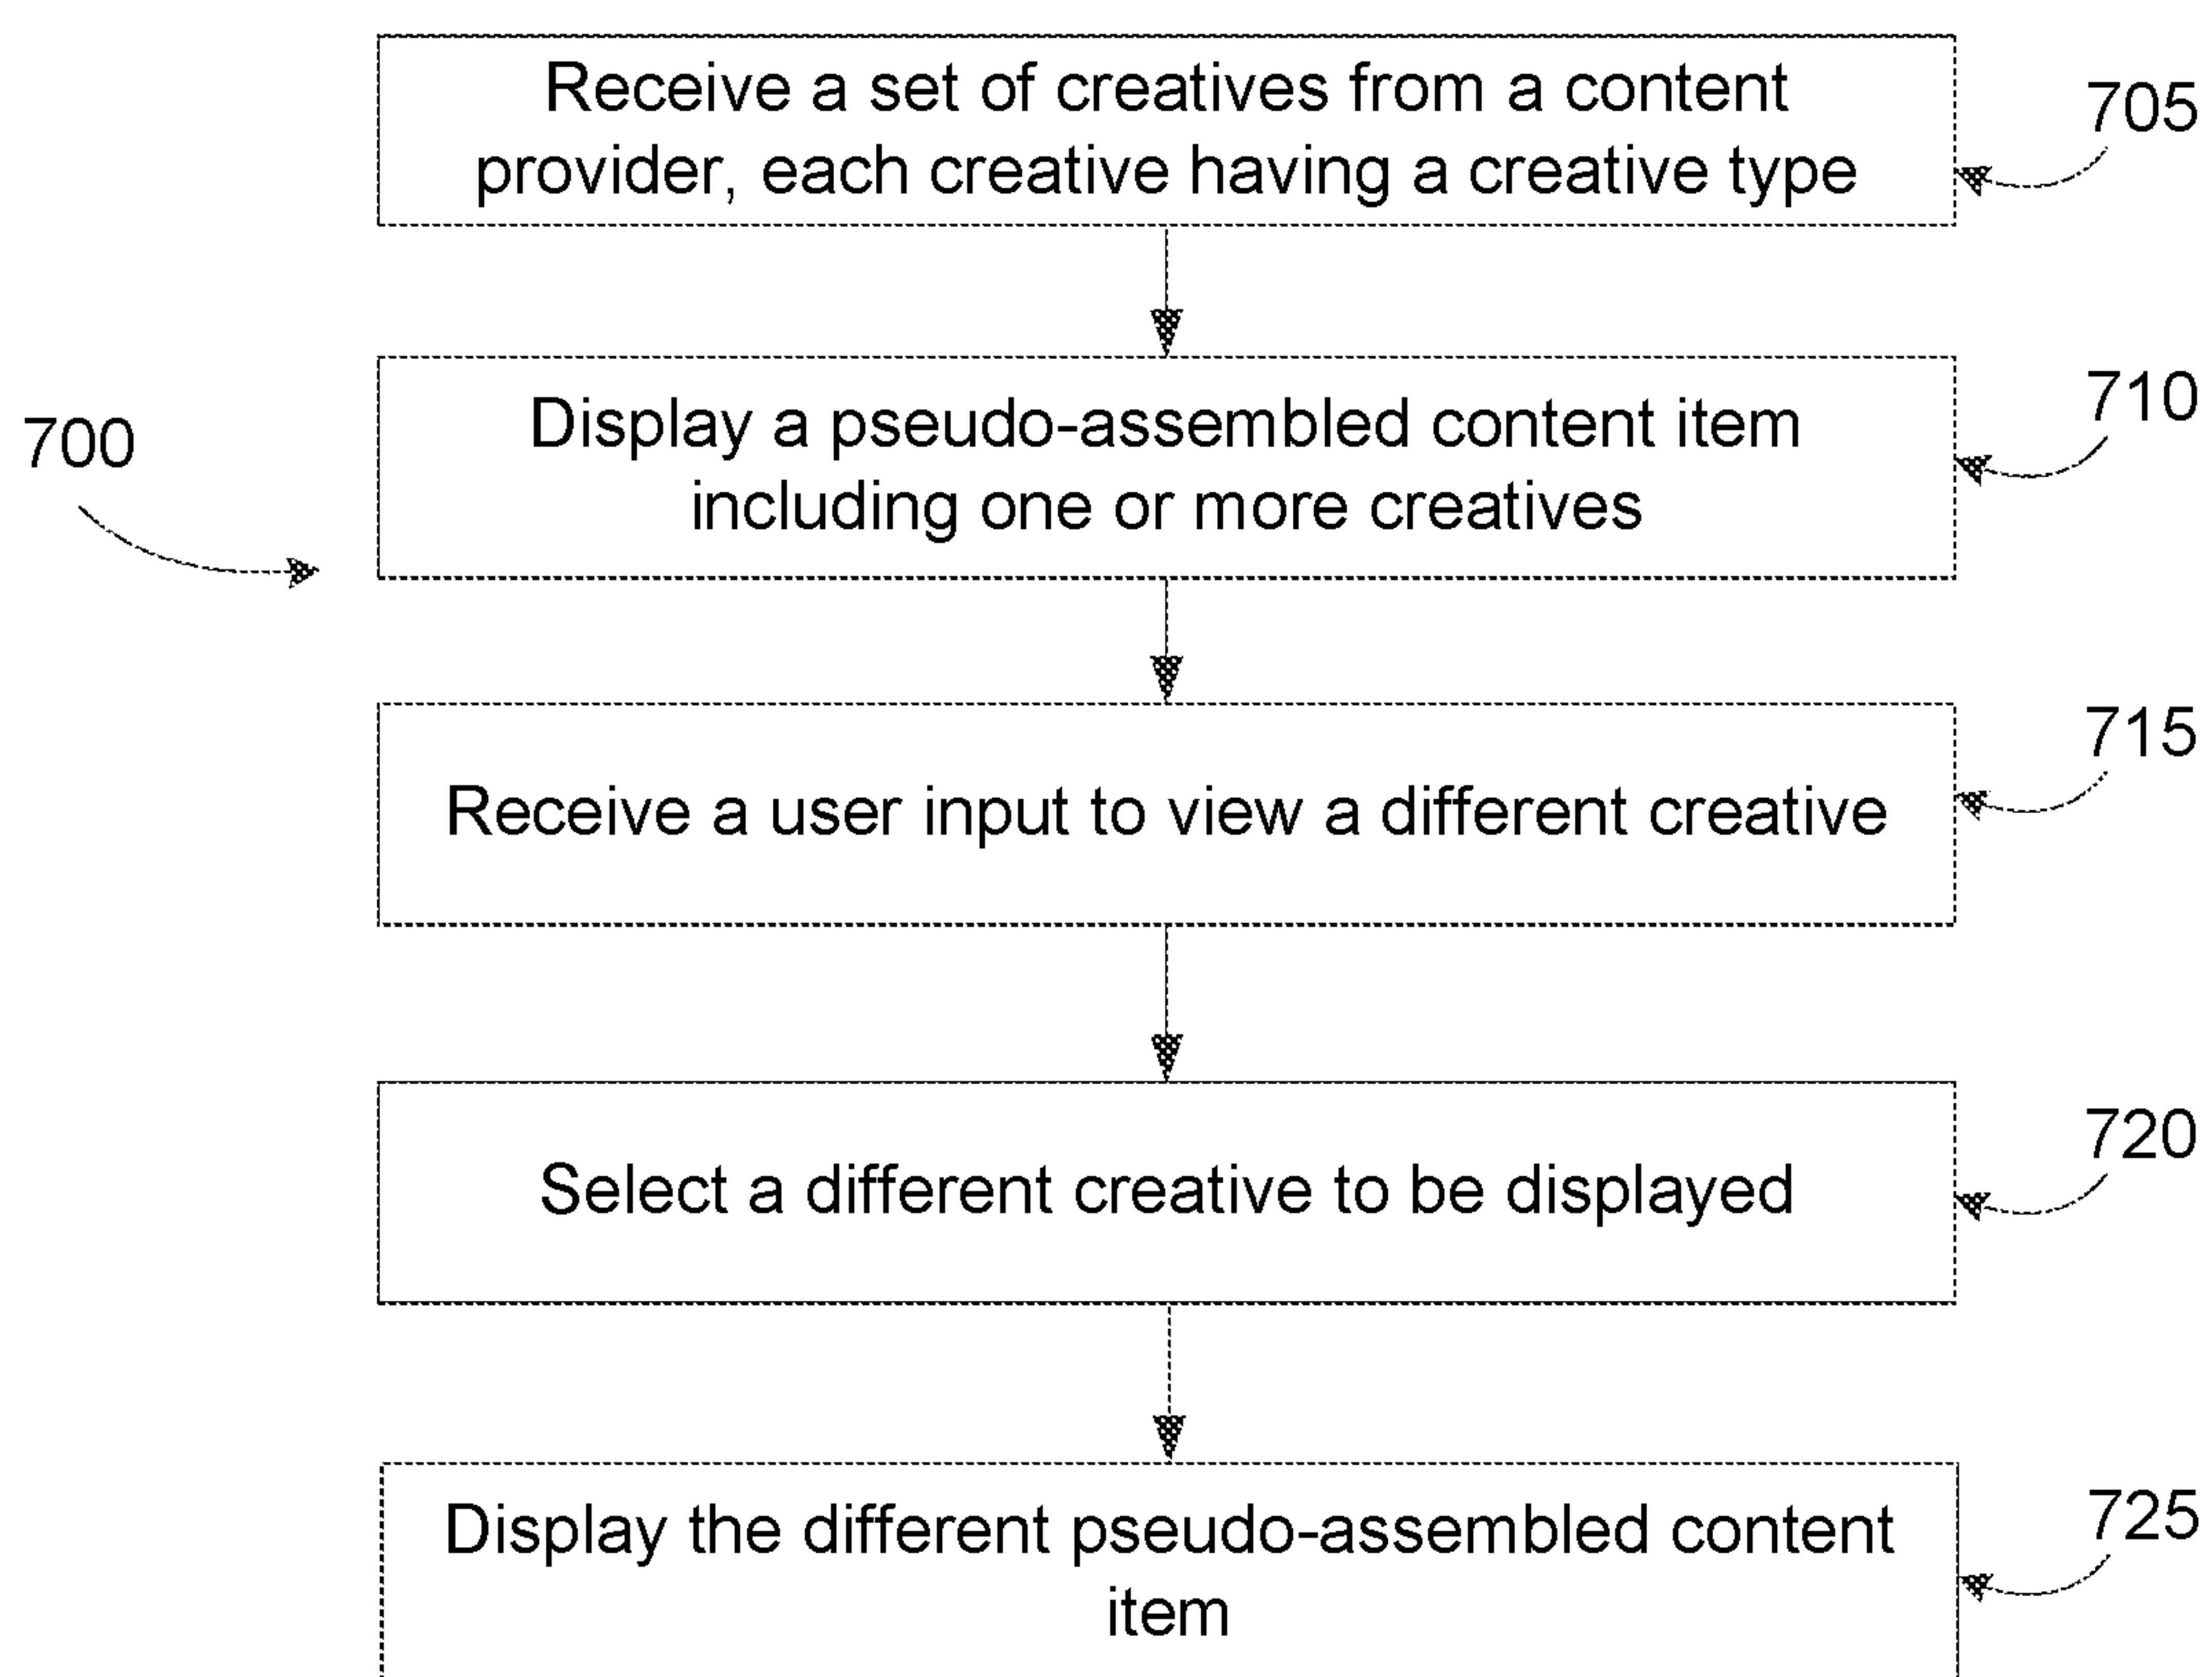 Receive a set of creatives from a content
provider, each creative having a creative type
705
Display a pseudo-assembled content item
including one or more creatives
710
700
Receive a user input to view a different creative
715
Select a different creative to be displayed
720
Display the different pseudo-assembled content
item
725